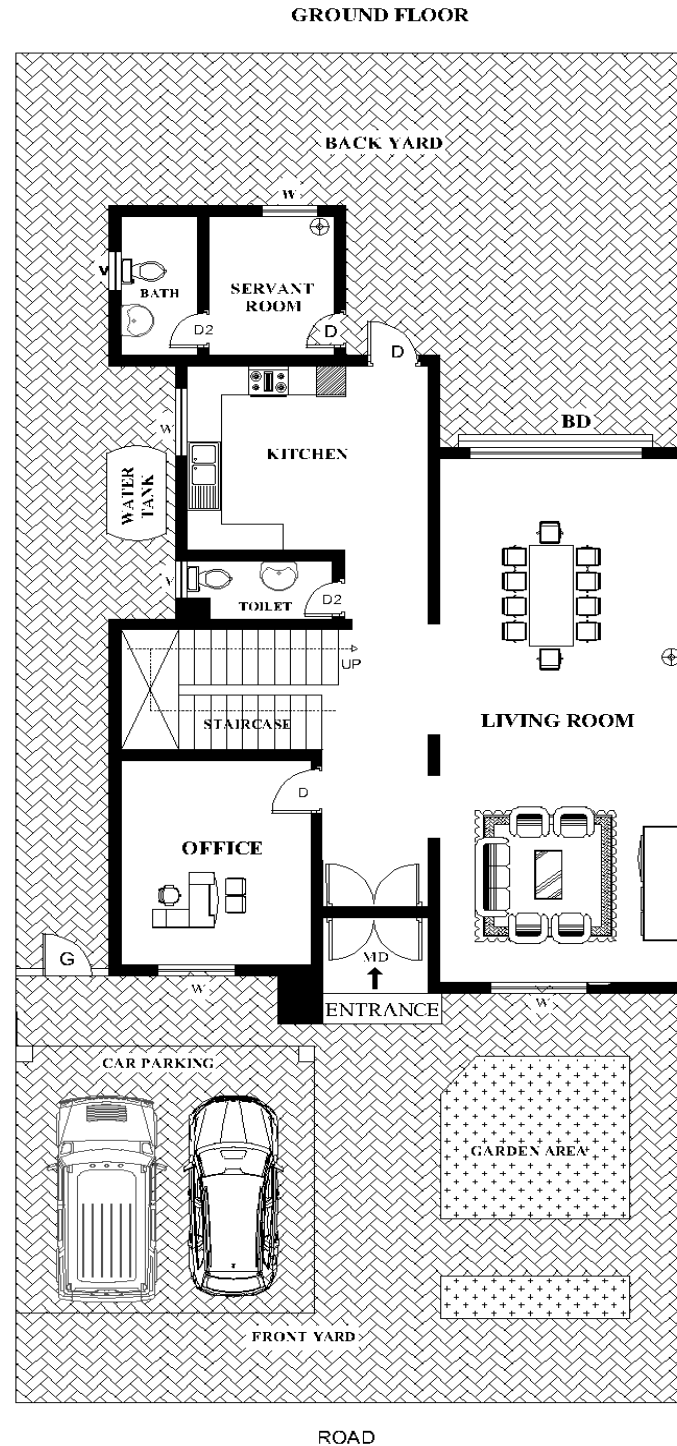 GROUND FLOOR
BACK YARD
W
V
BATH
SERVANT
ROOM
D2
D
D
BD
W
KITCHEN
WATER
TANK
V
TOILET
D2
UP
STAIRCASE
LIVING ROOM
D
OFFICE
G
MD
W
ENTRANCE
W
CAR PARKING
GARDEN AREA
FRONT YARD
ROAD